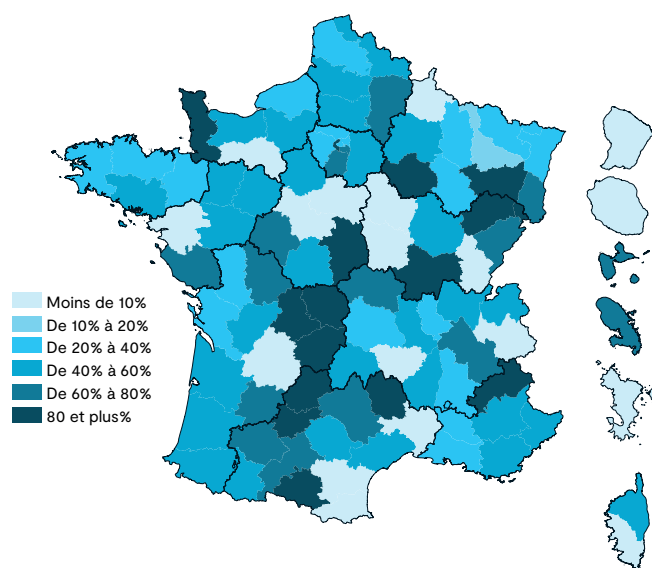 Moins de 10%
De 10% à 20%
De 20% à 40%
De 40% à 60%
De 60% à 80%
80 et plus%